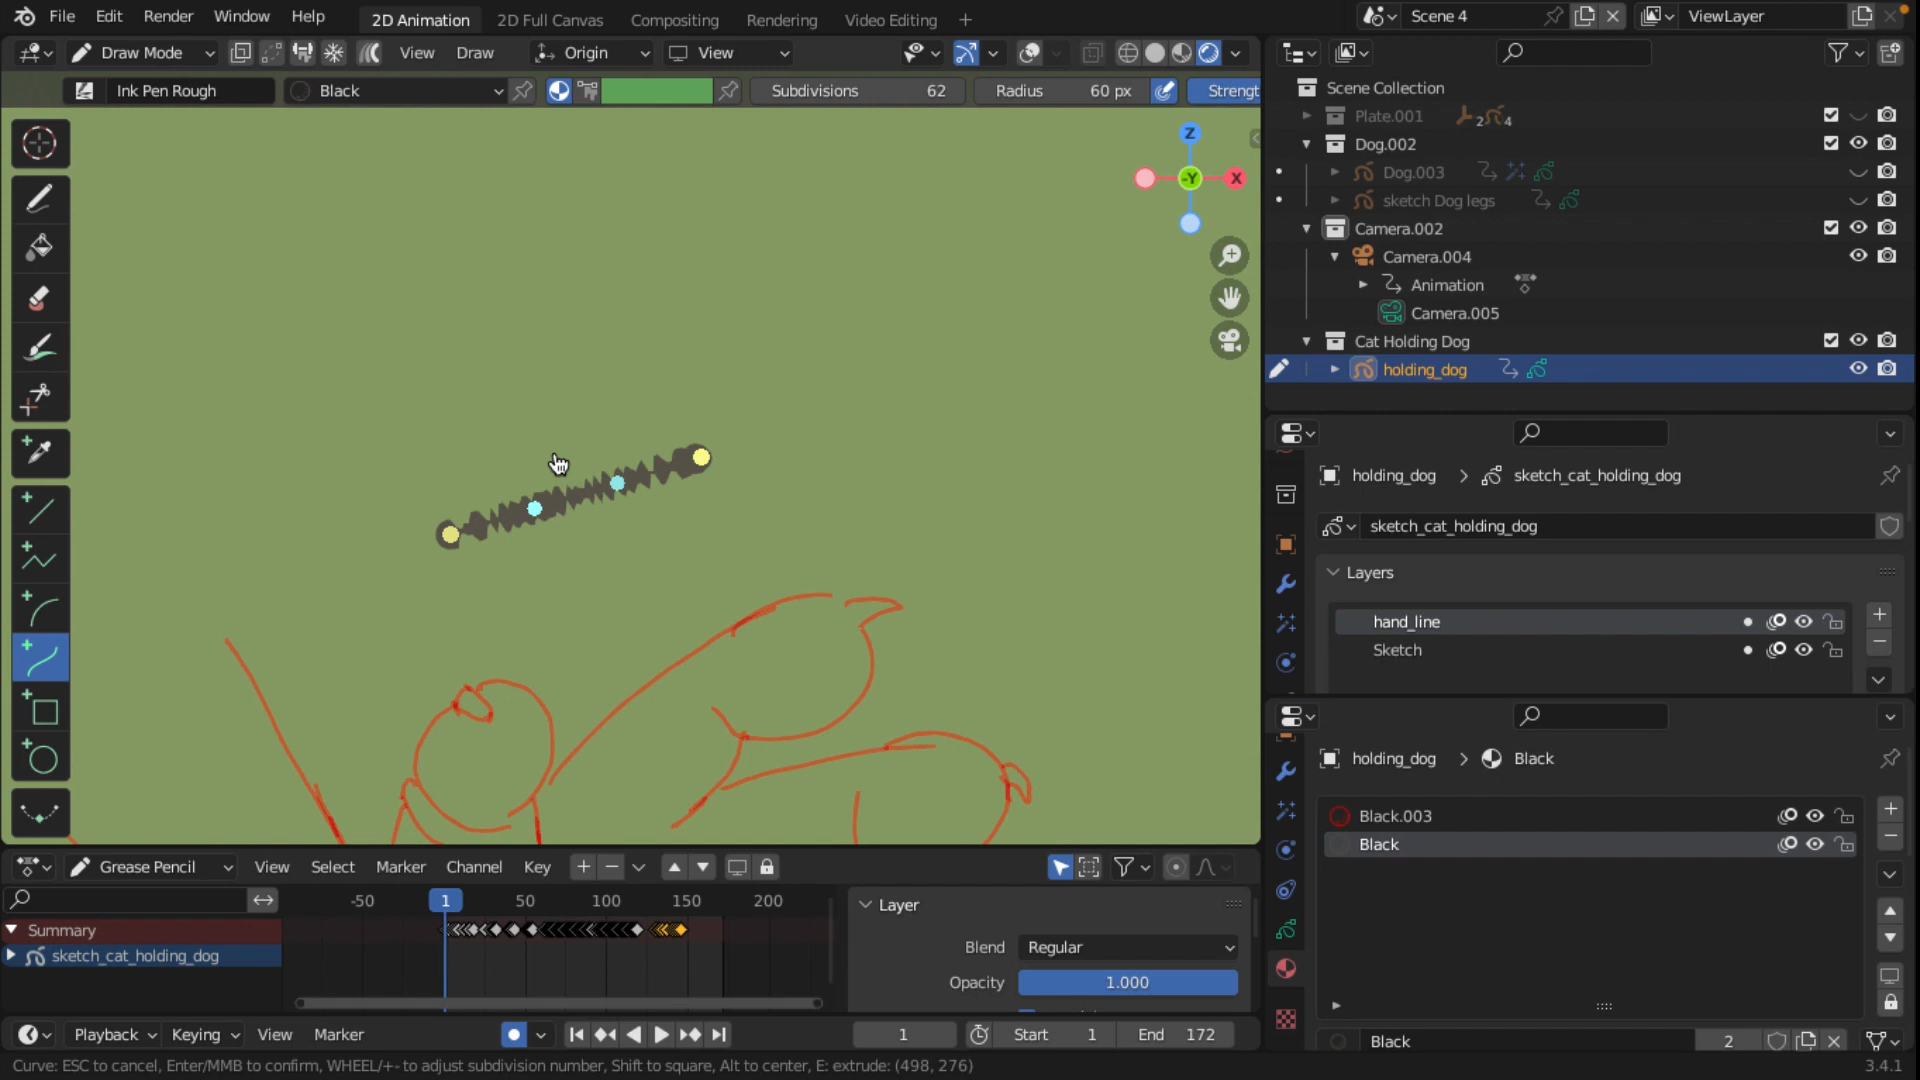 File Edit Render Window Help 2D Animation 2D Full Canvas Compositing Rendering Video Editing + Scene 4 ViewLayer
Draw Mode View Draw Origin View
Ink Pen Rough Black Subdivisions 62 Radius 60 px Strengt
Z
-Y X
Scene Collection
Plate.001 2 4
Dog.002
Dog.003
sketch Dog legs
Camera.002
Camera.004
Animation
Camera.005
Cat Holding Dog
holding_dog
holding_dog > sketch_cat_holding_dog
sketch_cat_holding_dog
Layers
hand_line
Sketch
holding_dog > Black
Black.003
Black
Black 2
Grease Pencil View Select Marker Channel Key
-50 1 50 100 150 200
Summary
sketch_cat_holding_dog
Layer
Blend Regular
Opacity 1.000
Playback Keying View Marker 1 Start 1 End 172
Curve: ESC to cancel, Enter/MMB to confirm, WHEEL/+- to adjust subdivision number, Shift to square, Alt to center, E: extrude: (498, 276) 3.4.1